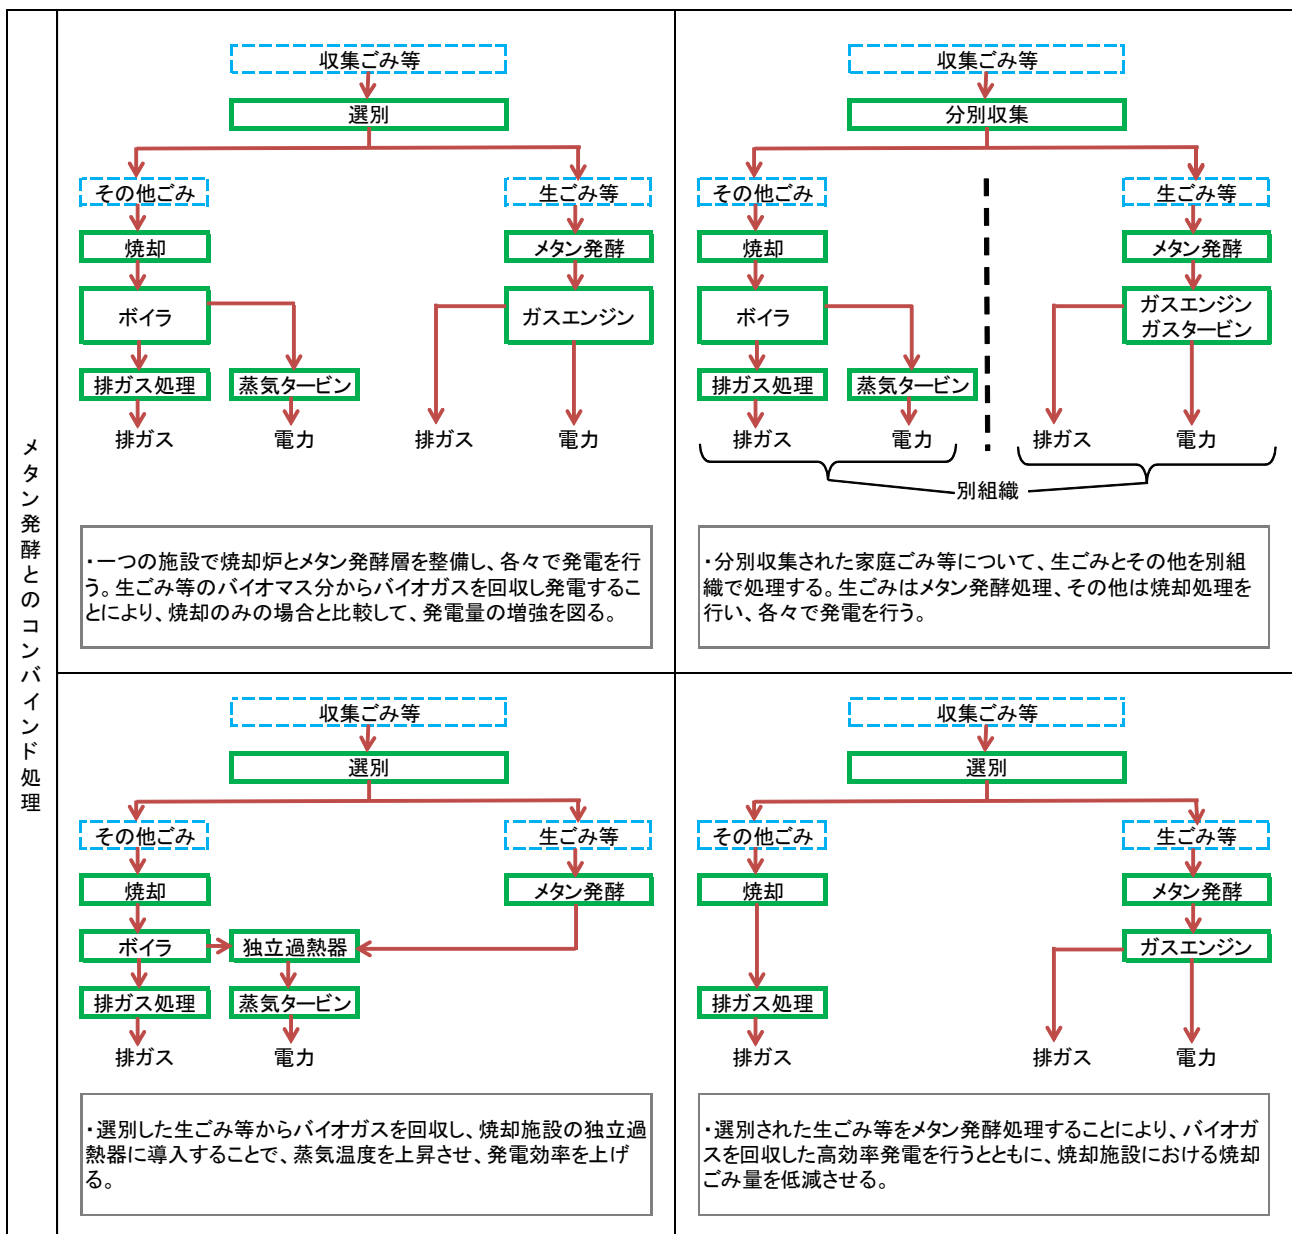 メタン発酵とのコンバインド処理
収集ごみ等
選別
その他ごみ
生ごみ等
焼却
メタン発酵
ボイラ
ガスエンジン
排ガス処理
蒸気タービン
排ガス
電力
排ガス
電力
・一つの施設で焼却炉とメタン発酵層を整備し、各々で発電を行
う。生ごみ等のバイオマス分からバイオガスを回収し発電するこ
とにより、焼却のみの場合と比較して、発電量の増強を図る。
収集ごみ等
分別収集
その他ごみ
生ごみ等
焼却
メタン発酵
ボイラ
ガスエンジン
ガスタービン
排ガス処理
蒸気タービン
排ガス
電力
排ガス
電力
別組織
・分別収集された家庭ごみ等について、生ごみとその他を別組
織で処理する。生ごみはメタン発酵処理、その他は焼却処理を
行い、各々で発電を行う。
収集ごみ等
選別
その他ごみ
生ごみ等
焼却
メタン発酵
ボイラ
独立過熱器
排ガス処理
蒸気タービン
排ガス
電力
・選別した生ごみ等からバイオガスを回収し、焼却施設の独立過
熱器に導入することで、蒸気温度を上昇させ、発電効率を上げ
る。
収集ごみ等
選別
その他ごみ
生ごみ等
焼却
メタン発酵
ガスエンジン
排ガス処理
排ガス
排ガス
電力
・選別された生ごみ等をメタン発酵処理することにより、バイオガ
スを回収した高効率発電を行うとともに、焼却施設における焼却
ごみ量を低減させる。